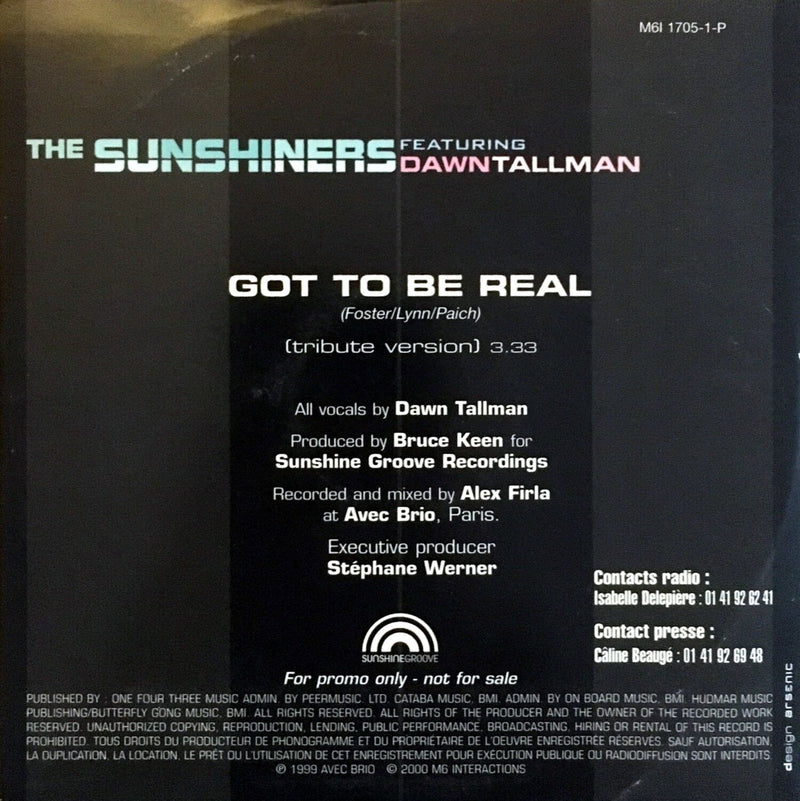 M6I 1705-1-P
THE SUNSHINERS FEATURING
DAWNTALLMAN
GOT TO BE REAL
(Foster/Lynn/Paich)
(tribute version) 3.33
All vocals by Dawn Tallman
Produced by Bruce Keen for
Sunshine Groove Recordings
Recorded and mixed by Alex Firla
at Avec Brio, Paris.
Executive producer
Stéphane Werner
Contacts radio :
Isabelle Delepière : 01 41 92 62 41
Contact presse :
Câline Beaugé : 01 41 92 69 48
SUNSHINEGROOVE
For promo only - not for sale
PUBLISHED BY : ONE FOUR THREE MUSIC ADMIN. BY PEERMUSIC. LTD. CATABA MUSIC. BMI. ADMIN. BY ON BOARD MUSIC. BMI. HUDMAR MUSIC
PUBLISHING/BUTTERFLY GONG MUSIC, BMI. ALL RIGHTS RESERVED. ALL RIGHTS OF THE PRODUCER AND THE OWNER OF THE RECORDED WORK
RESERVED. UNAUTHORIZED COPYING, REPRODUCTION, LENDING, PUBLIC PERFORMANCE, BROADCASTING, HIRING OR RENTAL OF THIS RECORD IS
PROHIBITED. TOUS DROITS DU PRODUCTEUR DE PHONOGRAMME ET DU PROPRIÉTAIRE DE L'OEUVRE ENREGISTRÉE RÉSERVÉS. SAUF AUTORISATION,
LA DUPLICATION, LA LOCATION, LE PRÊT OU L'UTILISATION DE CET ENREGISTREMENT POUR EXÉCUTION PUBLIQUE OU RADIODIFFUSION SONT INTERDITS.
℗ 1999 AVEC BRIO © 2000 M6 INTERACTIONS
design arsenic